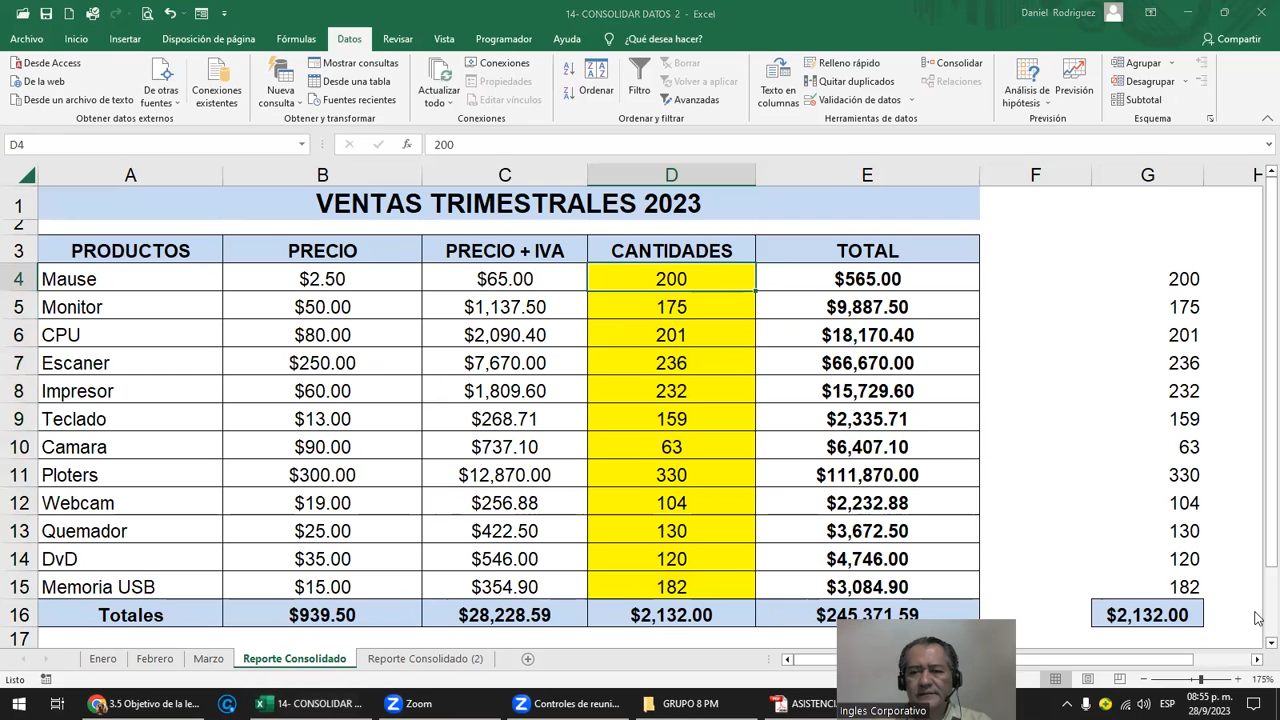 14- CONSOLIDAR DATOS 2 - Excel
Daniel Rodriguez
Archivo Inicio Insertar Disposición de página Fórmulas Datos Revisar Vista Programador Ayuda ¿Qué desea hacer? Compartir
Desde Access
De la web
Desde un archivo de texto
De otras fuentes
Conexiones existentes
Obtener datos externos
Nueva consulta
Mostrar consultas
Desde una tabla
Fuentes recientes
Obtener y transformar
Actualizar todo
Conexiones
Propiedades
Editar vínculos
Conexiones
Ordenar
Filtro
Borrar
Volver a aplicar
Avanzadas
Ordenar y filtrar
Texto en columnas
Relleno rápido
Quitar duplicados
Validación de datos
Consolidar
Relaciones
Herramientas de datos
Análisis de hipótesis
Previsión
Previsión
Agrupar
Desagrupar
Subtotal
Esquema
D4 fx 200
A B C D E F G H
1 VENTAS TRIMESTRALES 2023
2
3 PRODUCTOS PRECIO PRECIO + IVA CANTIDADES TOTAL
4 Mause $2.50 $65.00 200 $565.00 200
5 Monitor $50.00 $1,137.50 175 $9,887.50 175
6 CPU $80.00 $2,090.40 201 $18,170.40 201
7 Escaner $250.00 $7,670.00 236 $66,670.00 236
8 Impresor $60.00 $1,809.60 232 $15,729.60 232
9 Teclado $13.00 $268.71 159 $2,335.71 159
10 Camara $90.00 $737.10 63 $6,407.10 63
11 Ploters $300.00 $12,870.00 330 $111,870.00 330
12 Webcam $19.00 $256.88 104 $2,232.88 104
13 Quemador $25.00 $422.50 130 $3,672.50 130
14 DvD $35.00 $546.00 120 $4,746.00 120
15 Memoria USB $15.00 $354.90 182 $3,084.90 182
16 Totales $939.50 $28,228.59 $2,132.00 $245,371.59 $2,132.00
17
Enero Febrero Marzo Reporte Consolidado Reporte Consolidado (2)
Listo
175%
3.5 Objetivo de la le...
14- CONSOLIDAR ...
Zoom
Controles de reuni...
GRUPO 8 PM
ASISTENCI
Ingles Corporativo
ESP
08:55 p. m.
28/9/2023